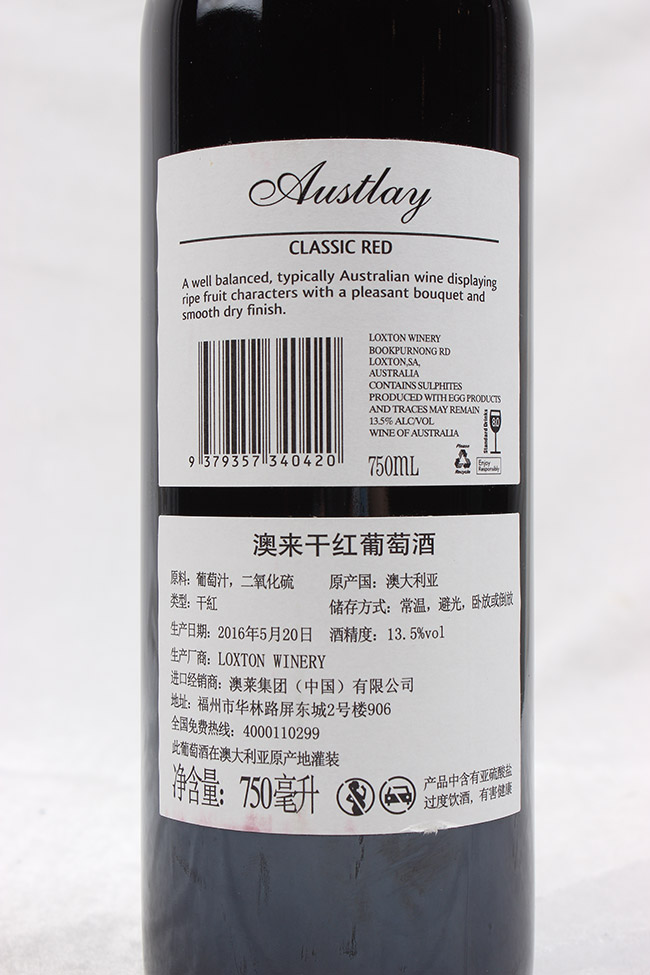 Austlay
CLASSIC RED
A well balanced, typically Australian wine displaying
ripe fruit characters with a pleasant bouquet and
smooth dry finish.
LOXTON WINERY
BOOKPURNONG RD
LOXTON,SA,
AUSTRALIA
CONTAINS SULPHITES
PRODUCED WITH EGG PRODUCTS
AND TRACES MAY REMAIN
13.5% ALC/VOL
WINE OF AUSTRALIA
9 379357 340420
750mL
Please
Recycle
8.0
Standard Drinks
Enjoy
Responsibly
澳来干红葡萄酒
原料: 葡萄汁, 二氧化硫 原产国: 澳大利亚
类型: 干紅 储存方式: 常温, 避光, 卧放或倒放
生产日期: 2016年5月20日 酒精度: 13.5%vol
生产厂商: LOXTON WINERY
进口经销商: 澳莱集团（中国）有限公司
地址: 福州市华林路屏东城2号楼906
全国免费热线: 4000110299
此葡萄酒在澳大利亚原产地灌装
净含量: 750毫升
产品中含有亚硫酸盐
过度饮酒, 有害健康